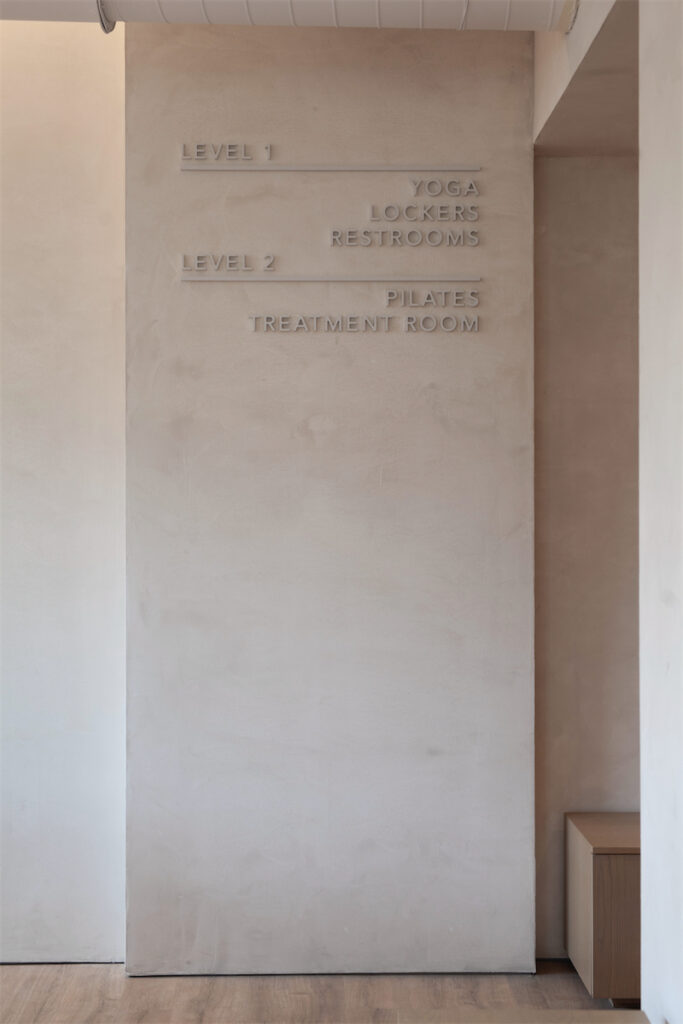 LEVEL 1
YOGA
LOCKERS
RESTROOMS
LEVEL 2
PILATES
TREATMENT ROOM